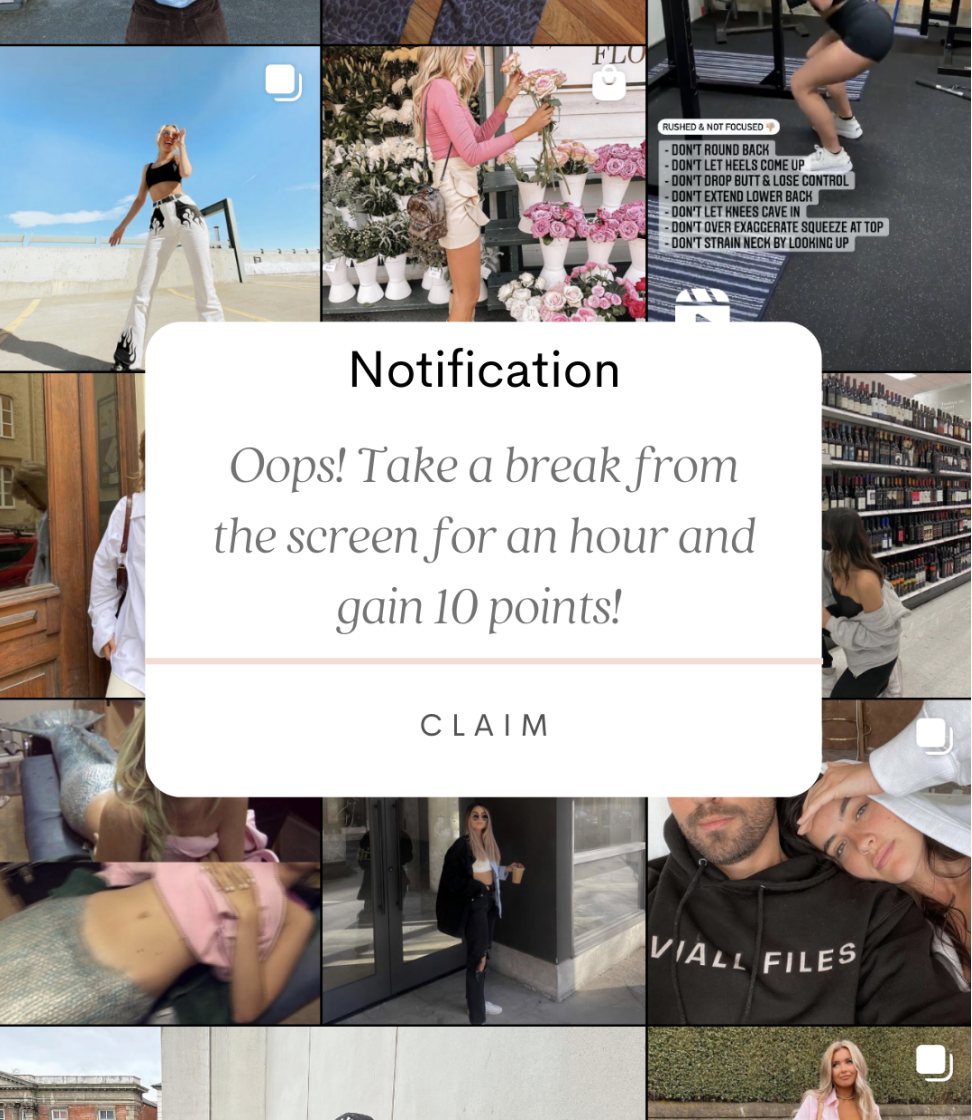 FLO
RUSHED & NOT FOCUSED
- DON'T ROUND BACK
- DON'T LET HEELS COME UP
- DON'T DROP BUTT & LOSE CONTROL
- DON'T EXTEND LOWER BACK
- DON'T LET KNEES CAVE IN
- DON'T OVER EXAGGERATE SQUEEZE AT TOP
- DON'T STRAIN NECK BY LOOKING UP
Notification
Oops! Take a break from
the screen for an hour and
gain 10 points!
CLAIM
VIALL FILES